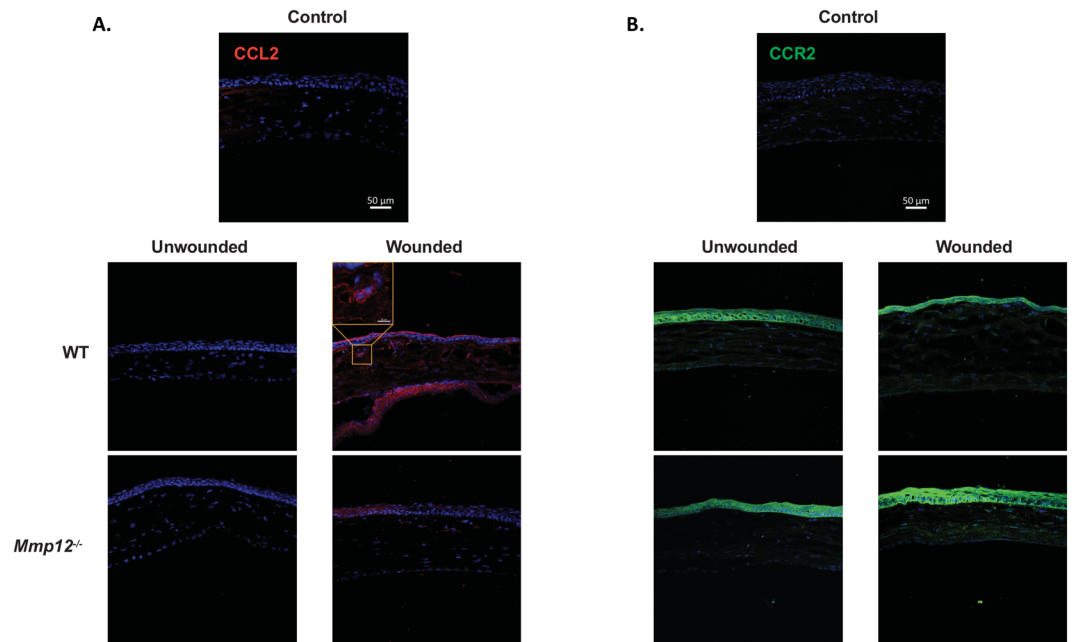 A.
Control
CCL2
50 μm
Unwounded
Wounded
WT
Mmp12-/-
B.
Control
CCR2
50 μm
Unwounded
Wounded